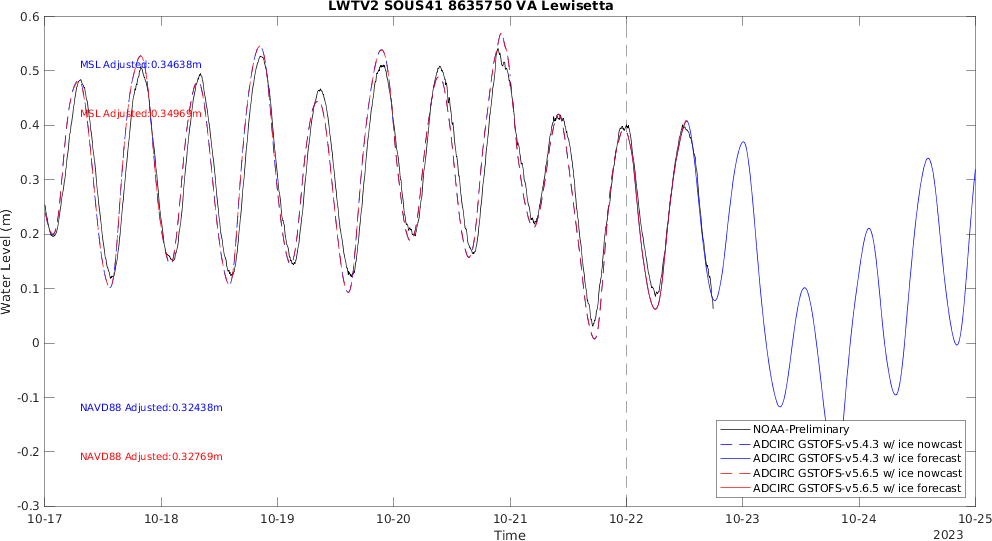 LWTV2 SOUS41 8635750 VA Lewisetta
Water Level (m)
0.6
0.5
0.4
0.3
0.2
0.1
0
-0.1
-0.2
-0.3
MSL Adjusted:0.34638m
MSL Adjusted:0.34969m
NAVD88 Adjusted:0.32438m
NAVD88 Adjusted:0.32769m
NOAA-Preliminary
ADCIRC GSTOFS-v5.4.3 w/ ice nowcast
ADCIRC GSTOFS-v5.4.3 w/ ice forecast
ADCIRC GSTOFS-v5.6.5 w/ ice nowcast
ADCIRC GSTOFS-v5.6.5 w/ ice forecast
10-17 10-18 10-19 10-20 10-21 10-22 10-23 10-24 10-25
Time
2023